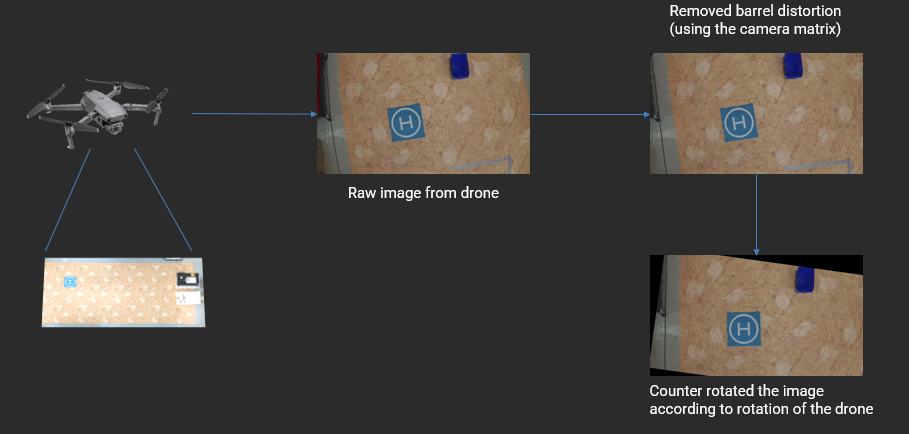 Removed barrel distortion
(using the camera matrix)
H
H
Raw image from drone
H
Counter rotated the image
according to rotation of the drone